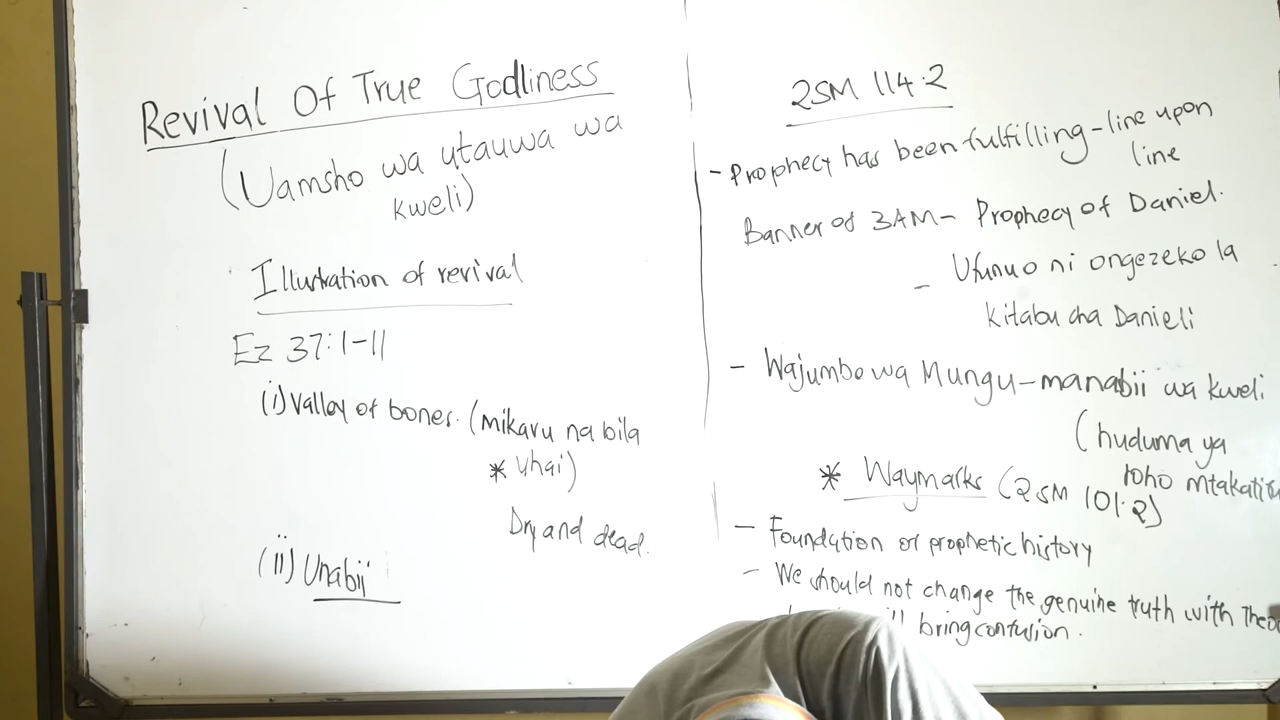 Revival Of True Godliness
(Uamsho wa utauwa wa
kweli)
Illustration of revival
Ez 37:1-11
(i) Valley of bones. (mikavu na bila
* uhai)
Dry and dead.
(ii) Unabii
2SM 114.2
- Prophecy has been fulfilling - line upon
line
Banner of 3AM - Prophecy of Daniel.
- Ufunuo ni ongezeko la
kitabu cha Danieli
- Wajumbe wa Mungu - manabii wa kweli
(huduma ya
roho mtakatifu
* Waymarks (2SM 101.2)
- Foundation of prophetic history
- We should not change the genuine truth with
bring confusion.